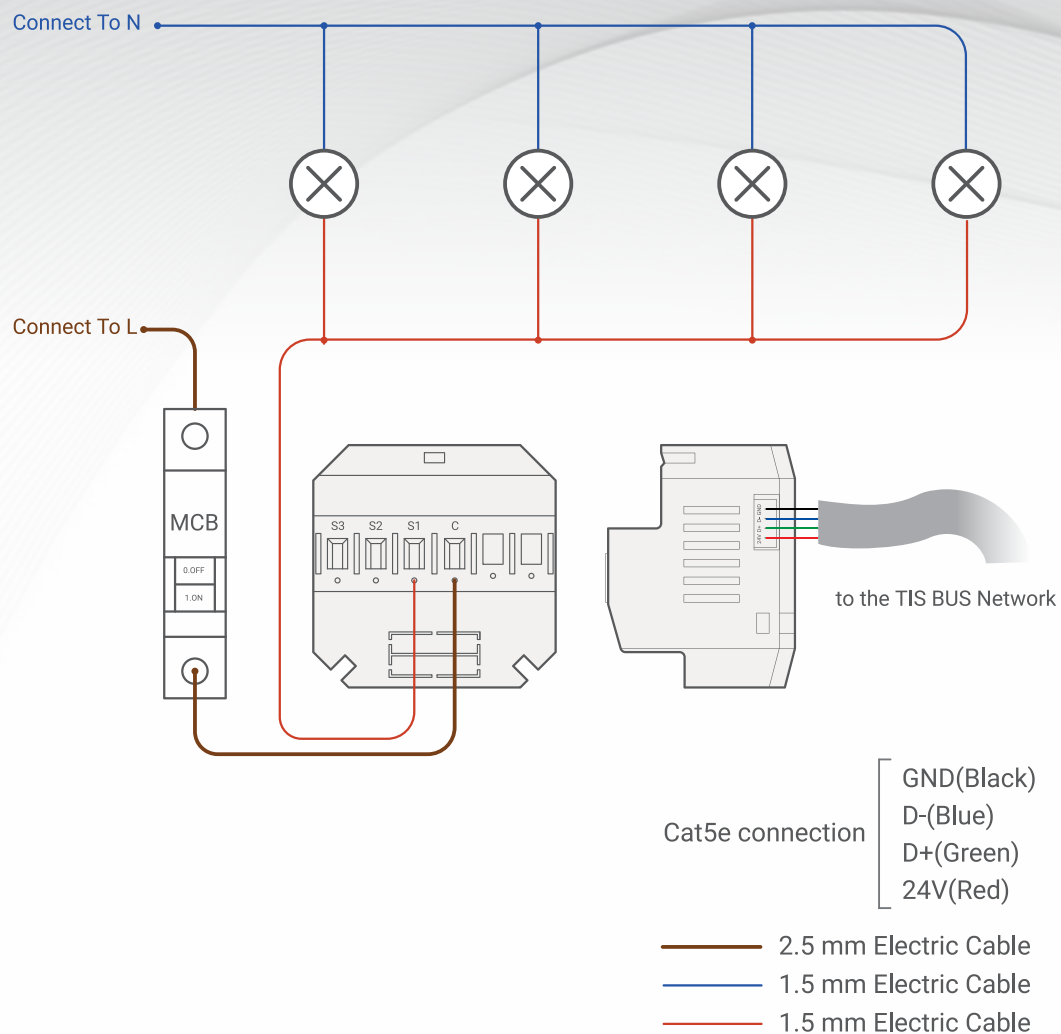 Connect To N
Connect To L
MCB
0.OFF
1.ON
S3 S2 S1 C
24V D+ D- GND
to the TIS BUS Network
Cat5e connection
GND(Black)
D-(Blue)
D+(Green)
24V(Red)
2.5 mm Electric Cable
1.5 mm Electric Cable
1.5 mm Electric Cable